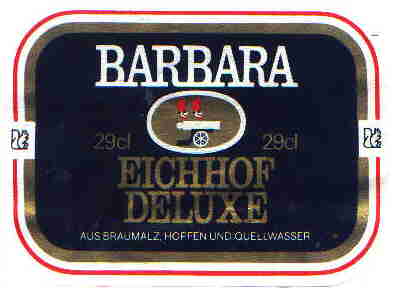 BARBARA
29cl 29cl
EICHHOF
DELUXE
AUS BRAUMALZ, HOPFEN UND QUELLWASSER